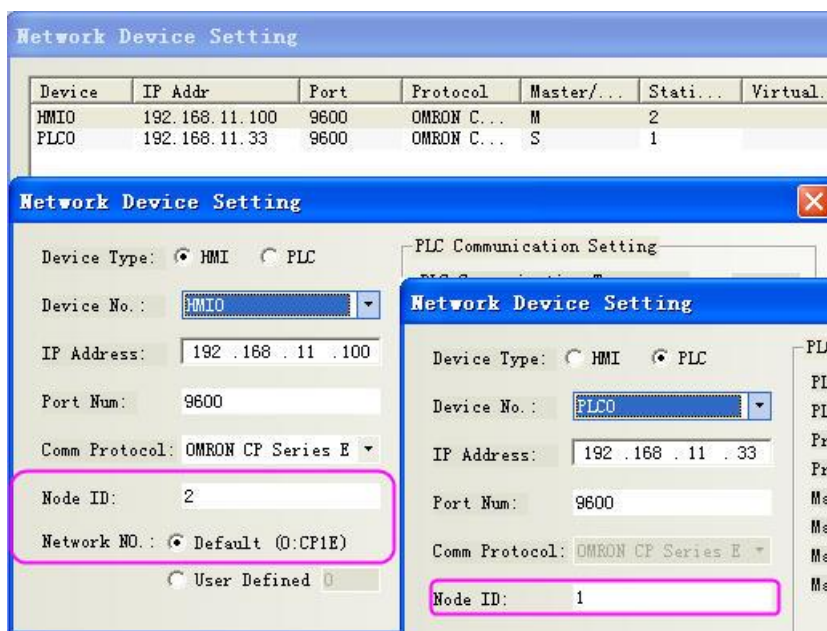 Network Device Setting
Device IP Addr Port Protocol Master/... Stati... Virtual..
HMI0 192.168.11.100 9600 OMRON C... M 2
PLC0 192.168.11.33 9600 OMRON C... S 1
Network Device Setting
Device Type: HMI PLC
Device No.: HMI0
IP Address: 192 .168 . 11 .100
Port Num: 9600
Comm Protocol: OMRON CP Series E
Node ID: 2
Network NO.: Default (0:CP1E)
User Defined 0
PLC Communication Setting
Network Device Setting
Device Type: HMI PLC
Device No.: PLC0
IP Address: 192 .168 . 11 . 33
Port Num: 9600
Comm Protocol: OMRON CP Series E
Node ID: 1